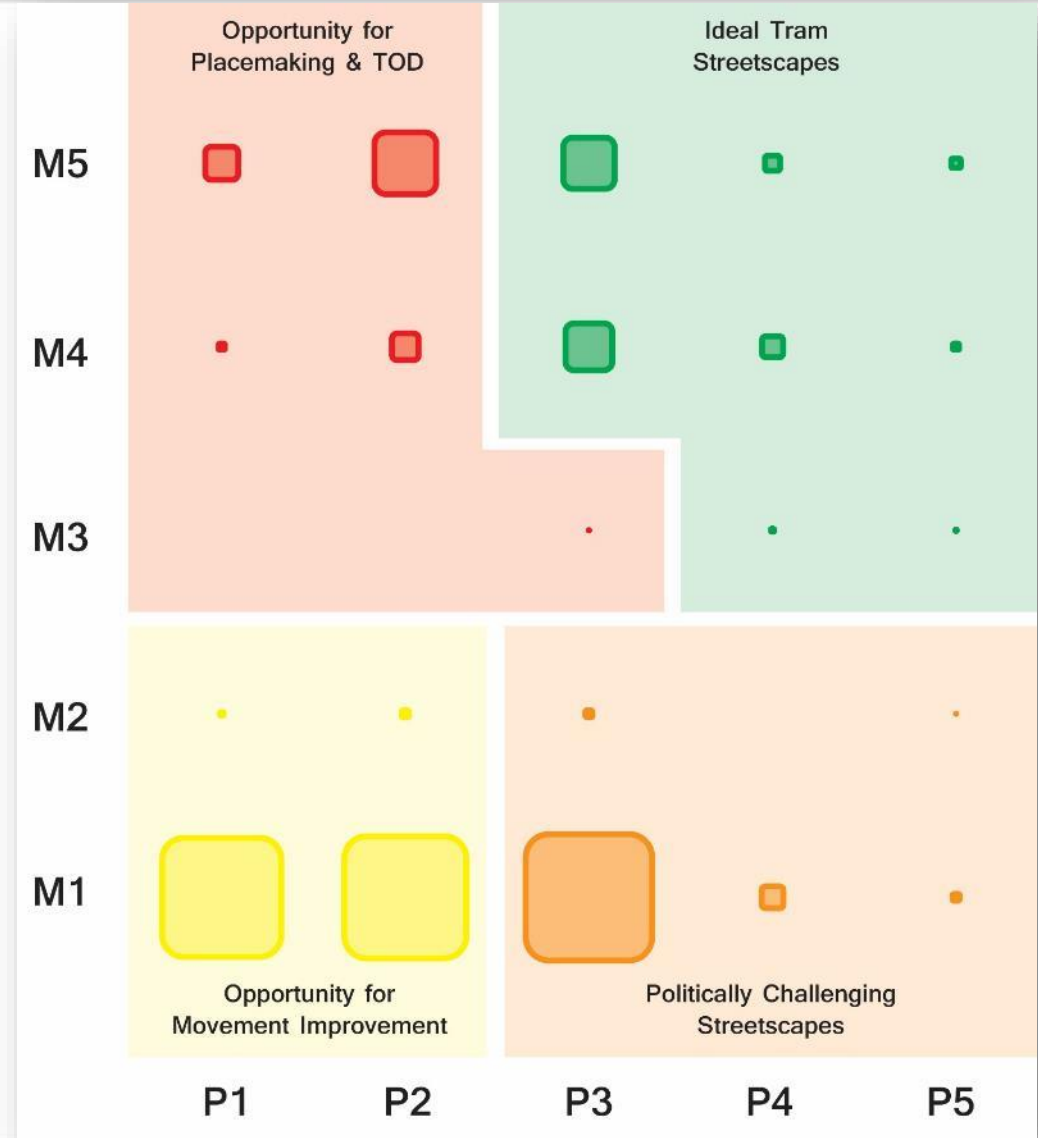 Opportunity for
Placemaking & TOD
Ideal Tram
Streetscapes
M5
M4
M3
M2
M1
Opportunity for
Movement Improvement
Politically Challenging
Streetscapes
P1 P2 P3 P4 P5